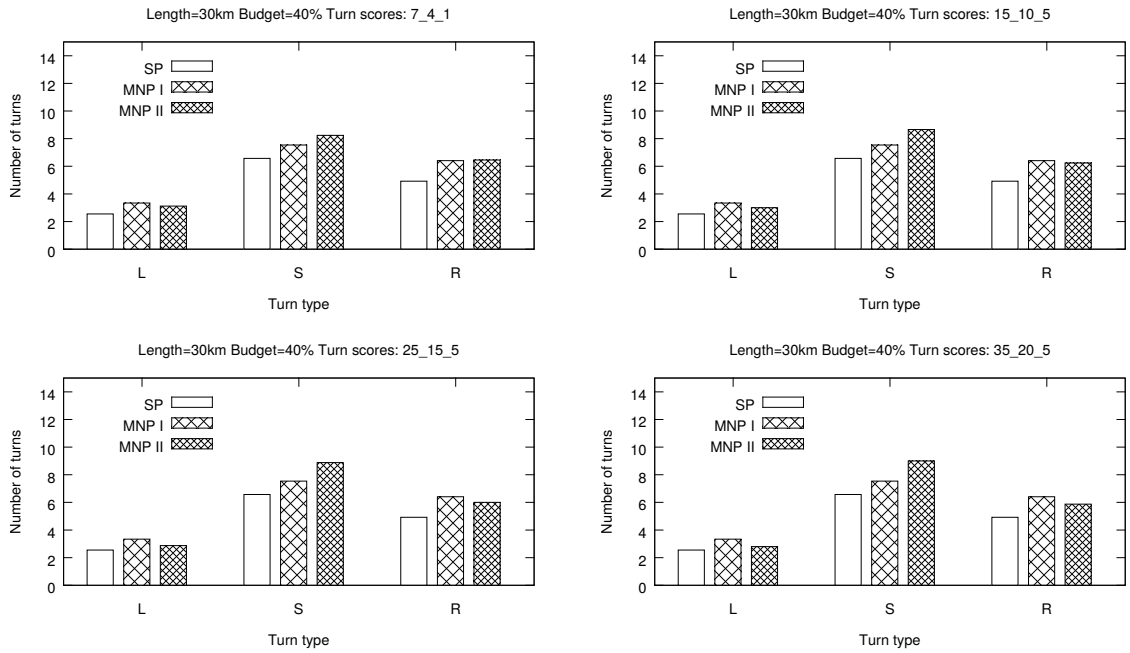 Length=30km Budget=40% Turn scores: 7_4_1
Number of turns
14
12
10
8
6
4
2
0
SP
MNP I
MNP II
L S R
Turn type
Length=30km Budget=40% Turn scores: 15_10_5
Number of turns
14
12
10
8
6
4
2
0
SP
MNP I
MNP II
L S R
Turn type
Length=30km Budget=40% Turn scores: 25_15_5
Number of turns
14
12
10
8
6
4
2
0
SP
MNP I
MNP II
L S R
Turn type
Length=30km Budget=40% Turn scores: 35_20_5
Number of turns
14
12
10
8
6
4
2
0
SP
MNP I
MNP II
L S R
Turn type